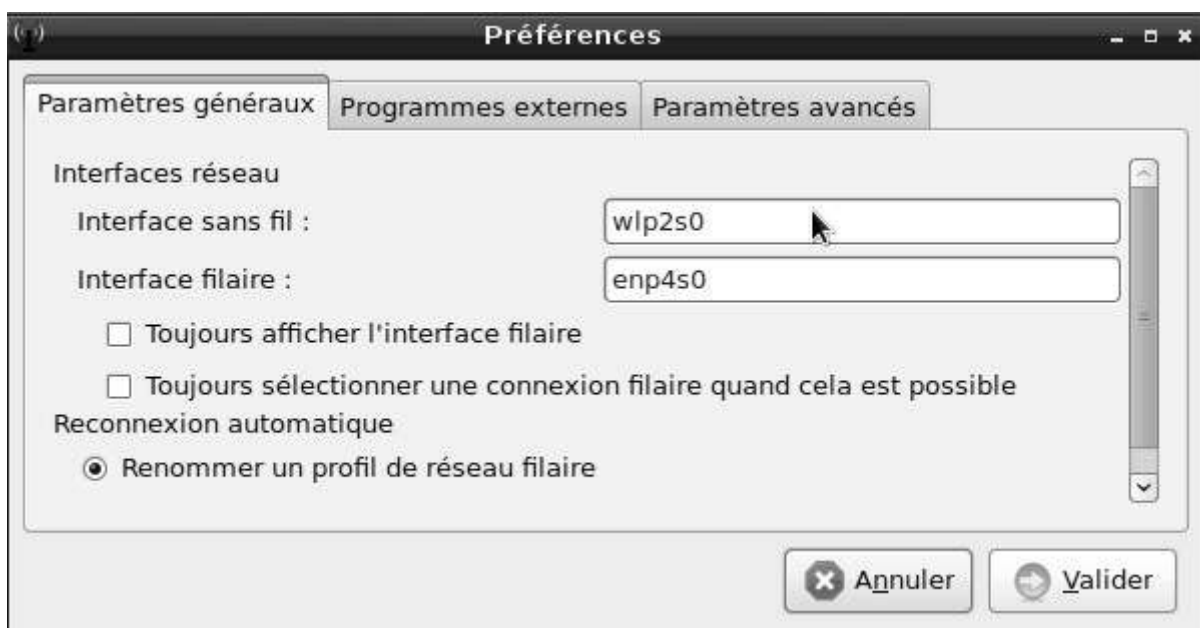 Préférences
Paramètres généraux Programmes externes Paramètres avancés
Interfaces réseau
Interface sans fil : wlp2s0
Interface filaire : enp4s0
Toujours afficher l'interface filaire
Toujours sélectionner une connexion filaire quand cela est possible
Reconnexion automatique
Renommer un profil de réseau filaire
Annuler Valider